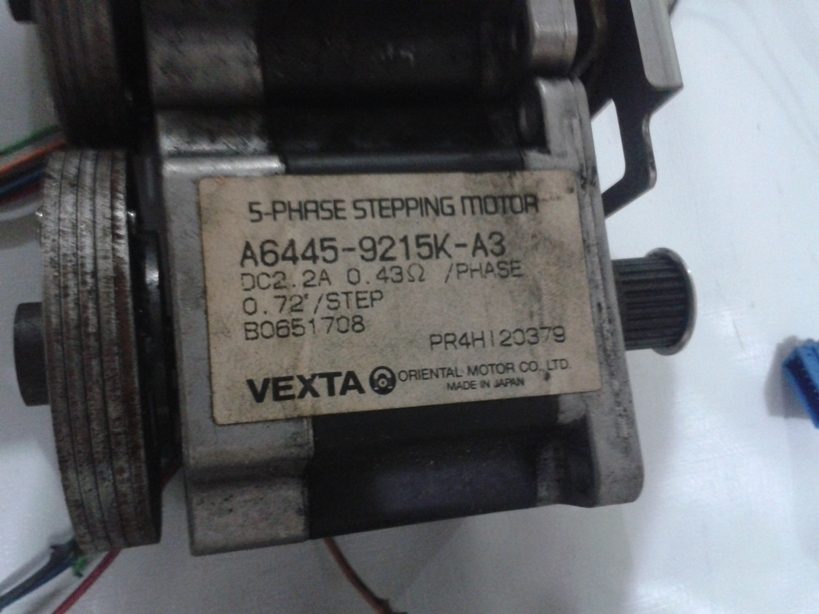 5-PHASE STEPPING MOTOR
A6445-9215K-A3
DC2.2A 0.43Ω /PHASE
0.72°/STEP
B0651708
PR4H120379
VEXTA ORIENTAL MOTOR CO., LTD.
MADE IN JAPAN